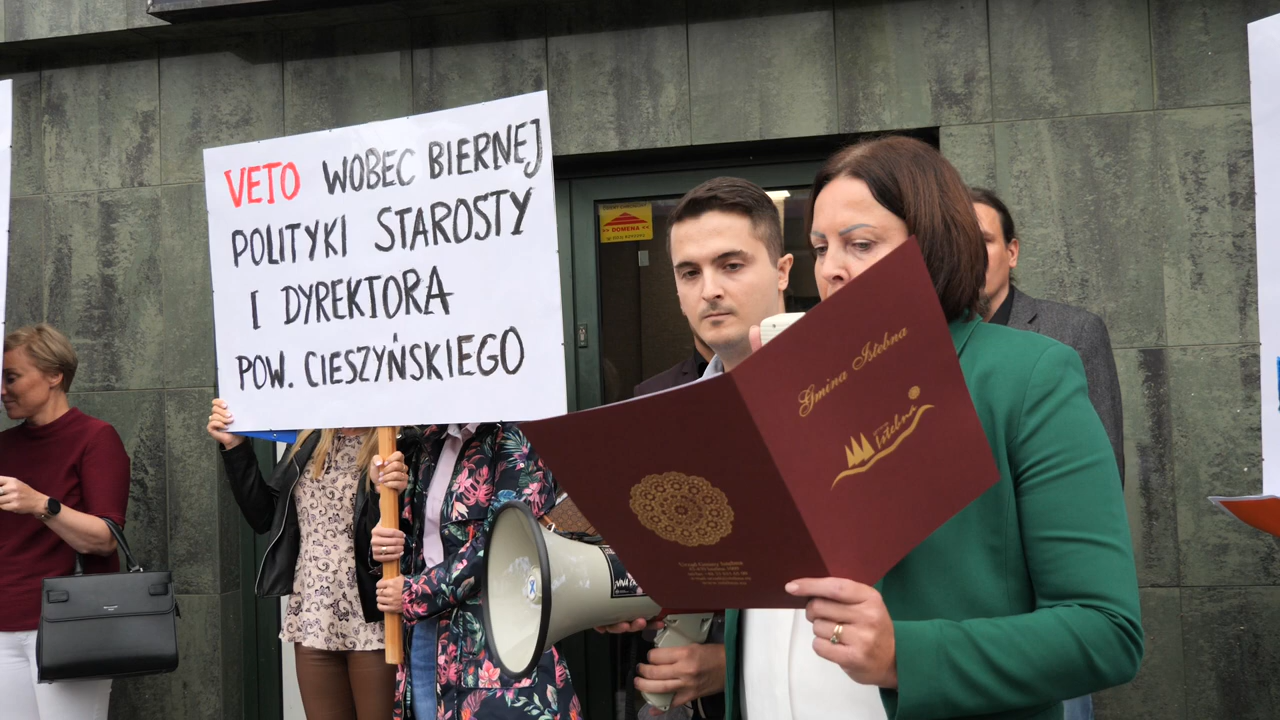 VETO WOBEC BIERNEJ
POLITYKI STAROSTY
I DYREKTORA
POW. CIESZYŃSKIEGO
DOMENA
Gmina Istebna
Istebna